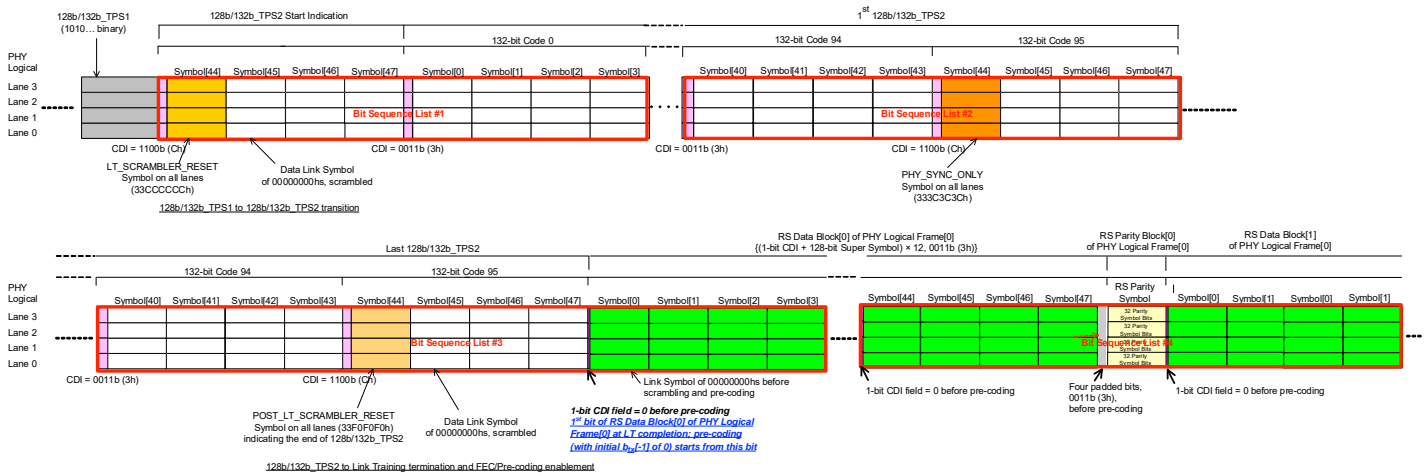 128b/132b_TPS1
(1010… binary)
128b/132b_TPS2 Start Indication
1st 128b/132b_TPS2
132-bit Code 0
132-bit Code 94
132-bit Code 95
PHY
Logical
Symbol[44] Symbol[45] Symbol[46] Symbol[47] Symbol[0] Symbol[1] Symbol[2] Symbol[3]
Symbol[40] Symbol[41] Symbol[42] Symbol[43] Symbol[44] Symbol[45] Symbol[46] Symbol[47]
Lane 3
Lane 2
Lane 1
Lane 0
Bit Sequence List #1
Bit Sequence List #2
CDI = 1100b (Ch)
CDI = 0011b (3h)
CDI = 0011b (3h)
CDI = 1100b (Ch)
LT_SCRAMBLER_RESET
Symbol on all lanes
(33CCCCCCh)
Data Link Symbol
of 00000000hs, scrambled
PHY_SYNC_ONLY
Symbol on all lanes
(333C3C3Ch)
128b/132b_TPS1 to 128b/132b_TPS2 transition
Last 128b/132b_TPS2
RS Data Block[0] of PHY Logical Frame[0]
{(1-bit CDI + 128-bit Super Symbol) × 12, 0011b (3h)}
RS Parity Block[0]
of PHY Logical Frame[0]
RS Data Block[1]
of PHY Logical Frame[0]
132-bit Code 94
132-bit Code 95
RS Parity
Symbol
PHY
Logical
Symbol[40] Symbol[41] Symbol[42] Symbol[43] Symbol[44] Symbol[45] Symbol[46] Symbol[47] Symbol[0] Symbol[1] Symbol[2] Symbol[3]
Symbol[44] Symbol[45] Symbol[46] Symbol[47] Symbol[0] Symbol[1] Symbol[0] Symbol[1]
Lane 3
Lane 2
Lane 1
Lane 0
32 Parity
Symbol Bits
32 Parity
Symbol Bits
32 Parity
Symbol Bits
32 Parity
Symbol Bits
Bit Sequence List #3
Bit Sequence List
CDI = 0011b (3h)
CDI = 1100b (Ch)
POST_LT_SCRAMBLER_RESET
Symbol on all lanes (33F0F0F0h)
indicating the end of 128b/132b_TPS2
Data Link Symbol
of 00000000hs, scrambled
Link Symbol of 00000000hs before
scrambling and pre-coding
1-bit CDI field = 0 before pre-coding
1st bit of RS Data Block[0] of PHY Logical
Frame[0] at LT completion; pre-coding
(with initial btx[-1] of 0) starts from this bit
1-bit CDI field = 0 before pre-coding
Four padded bits,
0011b (3h),
before pre-coding
1-bit CDI field = 0 before pre-coding
128b/132b_TPS2 to Link Training termination and FEC/Pre-coding enablement